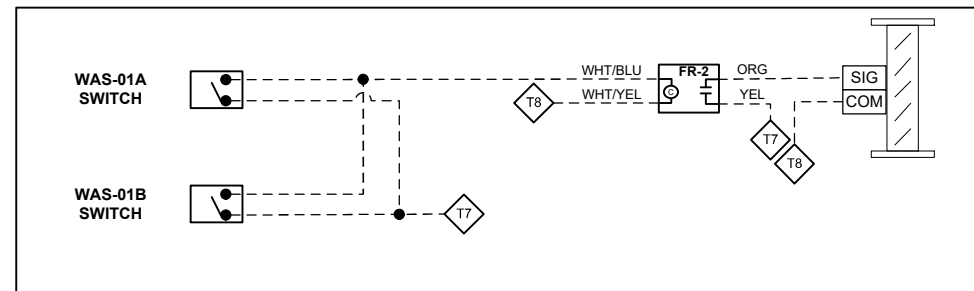 WAS-01A
SWITCH
WHT/BLU
FR-2
ORG
SIG
T8
WHT/YEL
C
YEL
COM
T7
T8
WAS-01B
SWITCH
T7